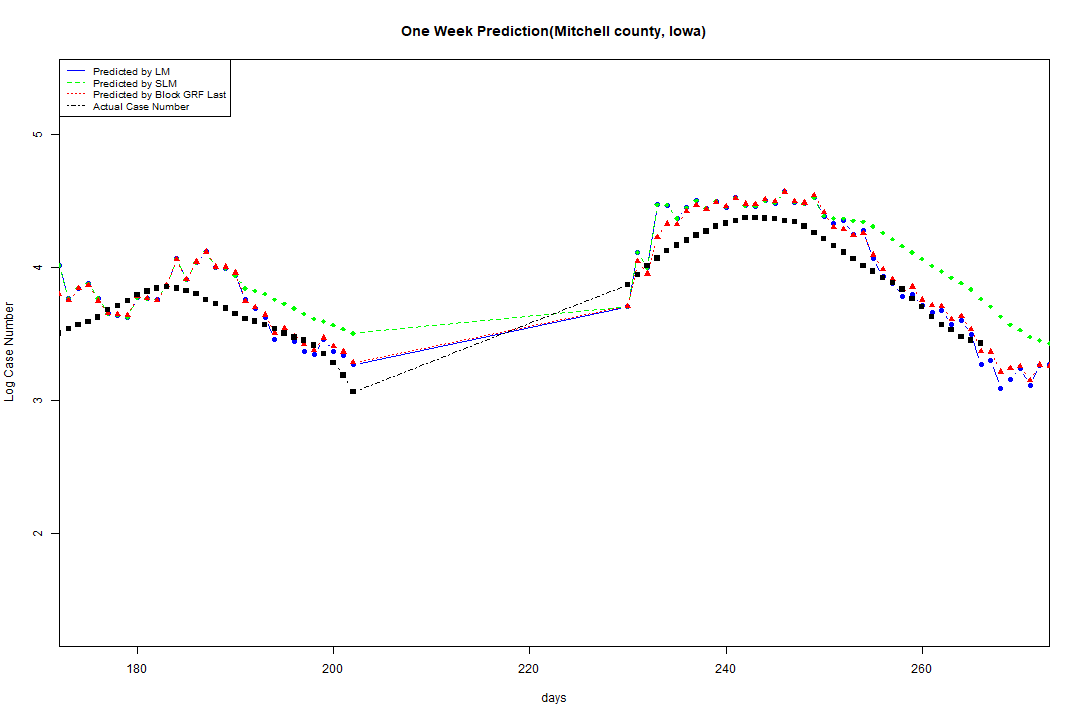 One Week Prediction(Mitchell county, Iowa)
Predicted by LM
Predicted by SLM
Predicted by Block GRF Last
Actual Case Number
5
4
3
2
Log Case Number
180 200 220 240 260
days